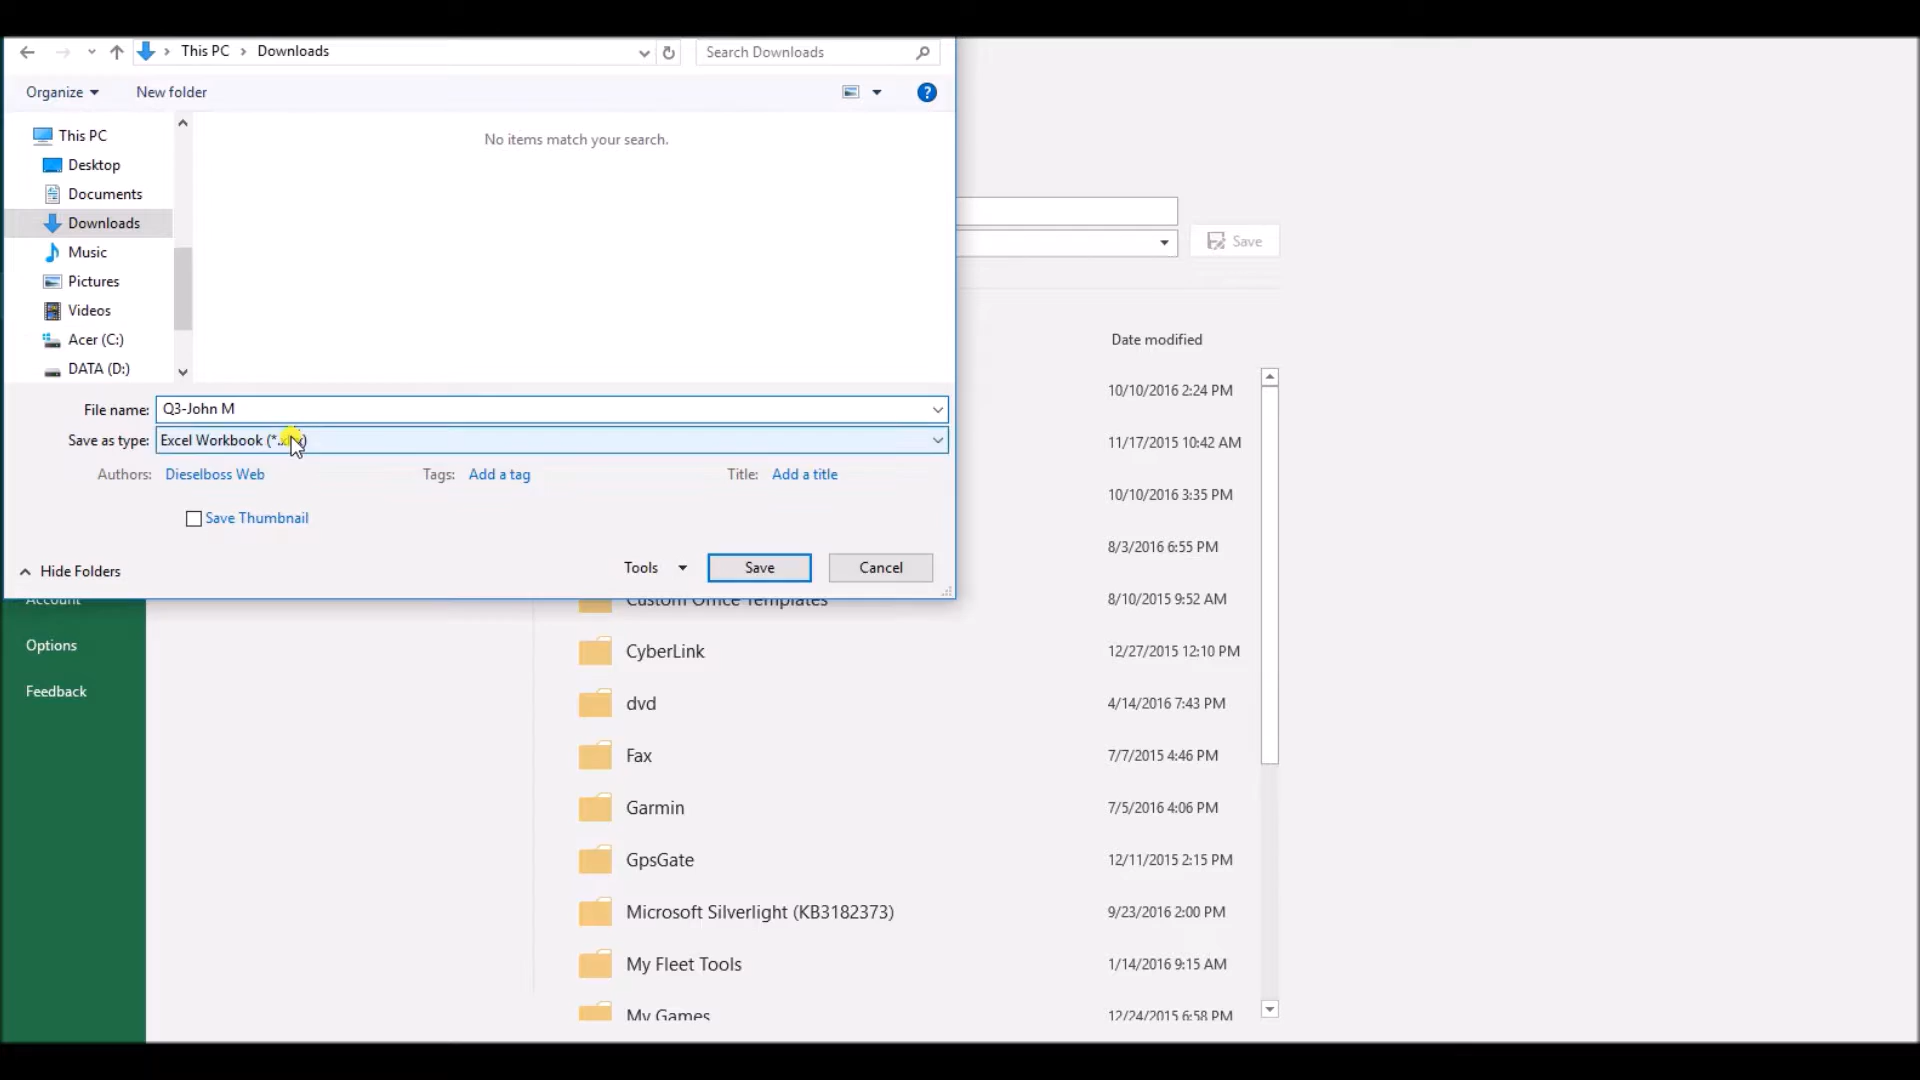 This PC > Downloads
Search Downloads
Organize
New folder
?
No items match your search.
This PC
Desktop
Documents
Downloads
Music
Pictures
Videos
Acer (C:)
DATA (D:)
File name: Q3-John M
Save as type: Excel Workbook (*.
Authors: Dieselboss Web
Tags: Add a tag
Title: Add a title
Save Thumbnail
Hide Folders
Tools
Save
Cancel
Save
Date modified
10/10/2016 2:24 PM
11/17/2015 10:42 AM
10/10/2016 3:35 PM
8/3/2016 6:55 PM
Custom Office Templates 8/10/2015 9:52 AM
CyberLink 12/27/2015 12:10 PM
dvd 4/14/2016 7:43 PM
Fax 7/7/2015 4:46 PM
Garmin 7/5/2016 4:06 PM
GpsGate 12/11/2015 2:15 PM
Microsoft Silverlight (KB3182373) 9/23/2016 2:00 PM
My Fleet Tools 1/14/2016 9:15 AM
My Games 12/24/2015 6:58 PM
Account
Options
Feedback